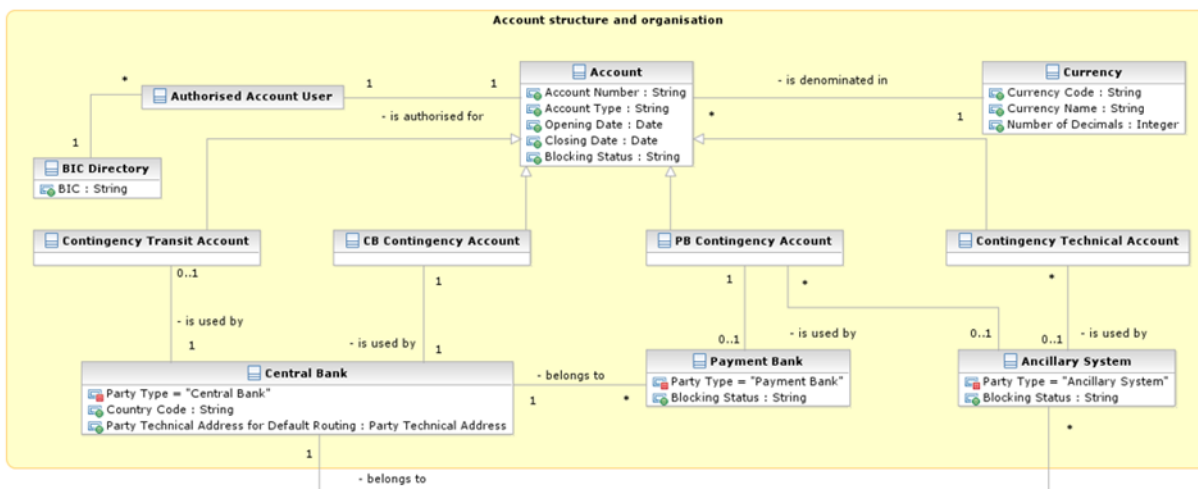 Account structure and organisation
Account
Account Number : String
Account Type : String
Opening Date : Date
Closing Date : Date
Blocking Status : String
- is denominated in
*
1
Currency
Currency Code : String
Currency Name : String
Number of Decimals : Integer
*
Authorised Account User
1
1
- is authorised for
1
BIC Directory
BIC : String
Contingency Transit Account
CB Contingency Account
PB Contingency Account
Contingency Technical Account
0..1
1
1
*
*
- is used by
- is used by
- is used by
- is used by
1
1
0..1
0..1
0..1
Central Bank
Party Type = "Central Bank"
Country Code : String
Party Technical Address for Default Routing : Party Technical Address
- belongs to
1
*
Payment Bank
Party Type = "Payment Bank"
Blocking Status : String
Ancillary System
Party Type = "Ancillary System"
Blocking Status : String
1
*
- belongs to